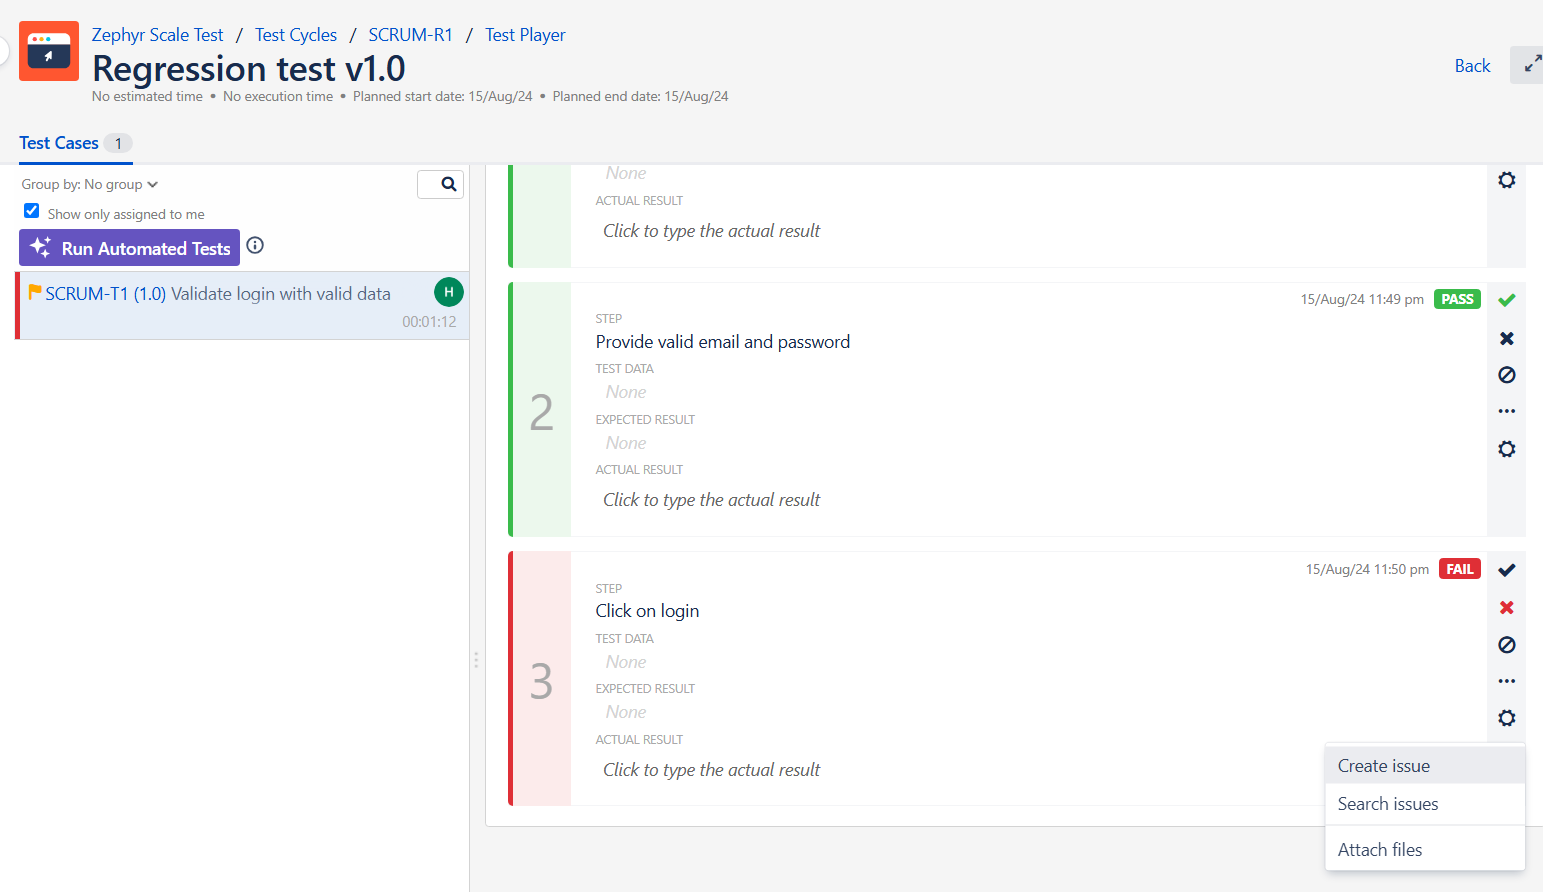 Zephyr Scale Test / Test Cycles / SCRUM-R1 / Test Player
Regression test v1.0
Back
No estimated time • No execution time • Planned start date: 15/Aug/24 • Planned end date: 15/Aug/24
Test Cases 1
Group by: No group
Show only assigned to me
Run Automated Tests
SCRUM-T1 (1.0) Validate login with valid data
H
00:01:12
None
ACTUAL RESULT
Click to type the actual result
15/Aug/24 11:49 pm PASS
2
STEP
Provide valid email and password
TEST DATA
None
EXPECTED RESULT
None
ACTUAL RESULT
Click to type the actual result
15/Aug/24 11:50 pm FAIL
3
STEP
Click on login
TEST DATA
None
EXPECTED RESULT
None
ACTUAL RESULT
Click to type the actual result
Create issue
Search issues
Attach files